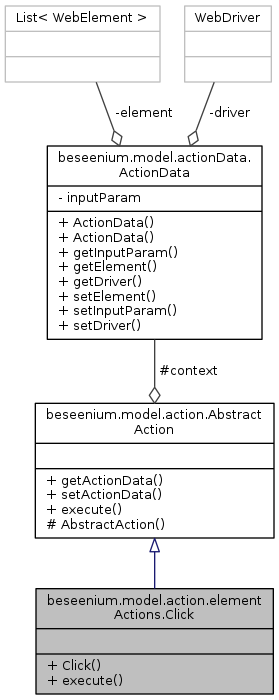 List< WebElement >
WebDriver
-element
-driver
beseenium.model.actionData.
ActionData
- inputParam
+ ActionData()
+ ActionData()
+ getInputParam()
+ getElement()
+ getDriver()
+ setElement()
+ setInputParam()
+ setDriver()
#context
beseenium.model.action.Abstract
Action
+ getActionData()
+ setActionData()
+ execute()
# AbstractAction()
beseenium.model.action.element
Actions.Click
+ Click()
+ execute()